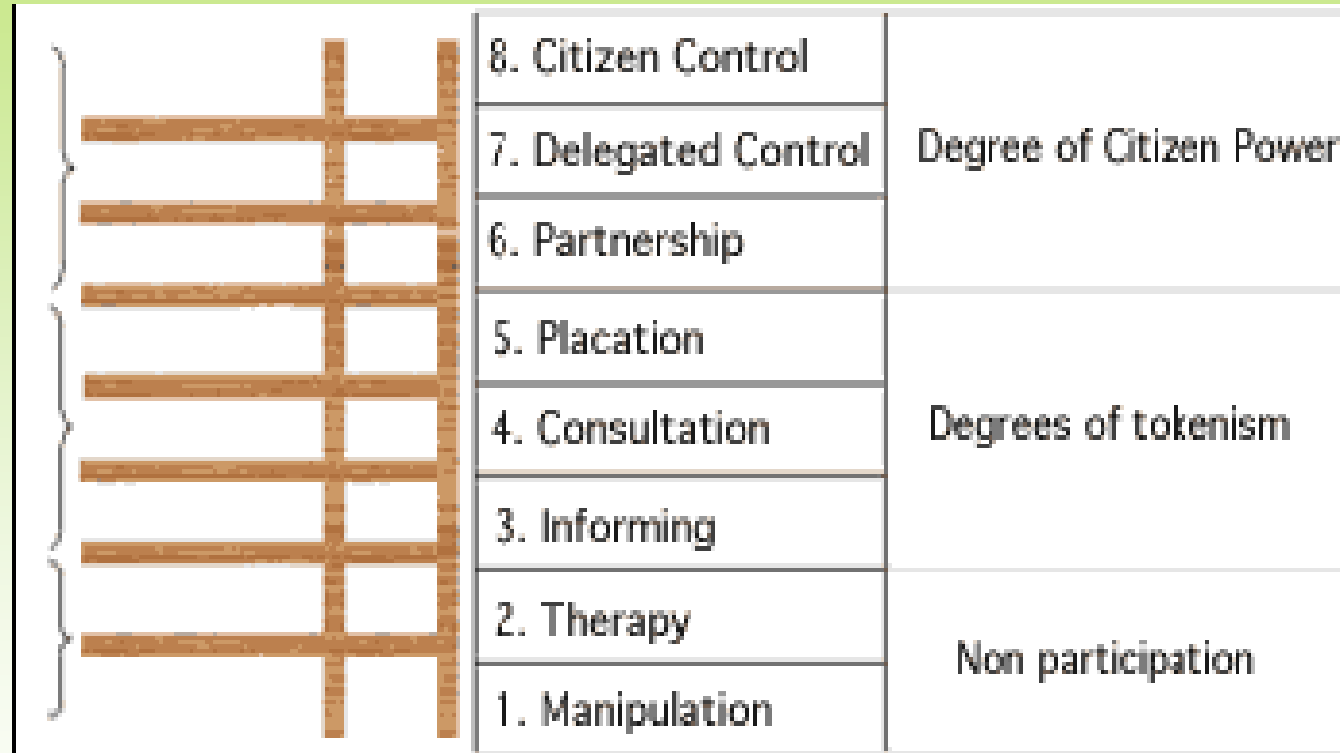 8. Citizen Control
7. Delegated Control
Degree of Citizen Power
6. Partnership
5. Placation
4. Consultation
Degrees of tokenism
3. Informing
2. Therapy
Non participation
1. Manipulation